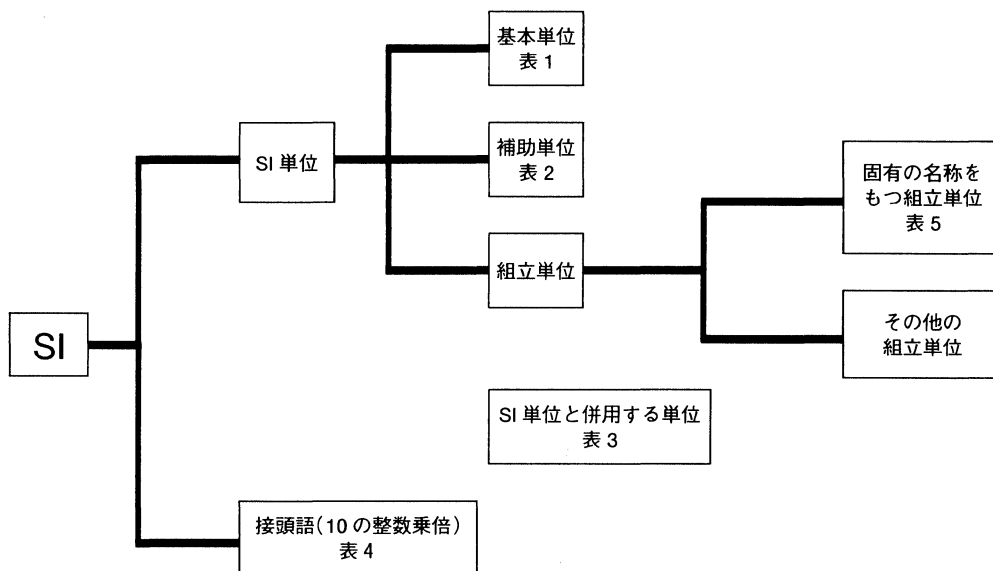 基本単位
表 1
SI 単位
補助単位
表 2
固有の名称を
もつ組立単位
表 5
組立単位
SI
その他の
組立単位
SI 単位と併用する単位
表 3
接頭語(10 の整数乗倍)
表 4